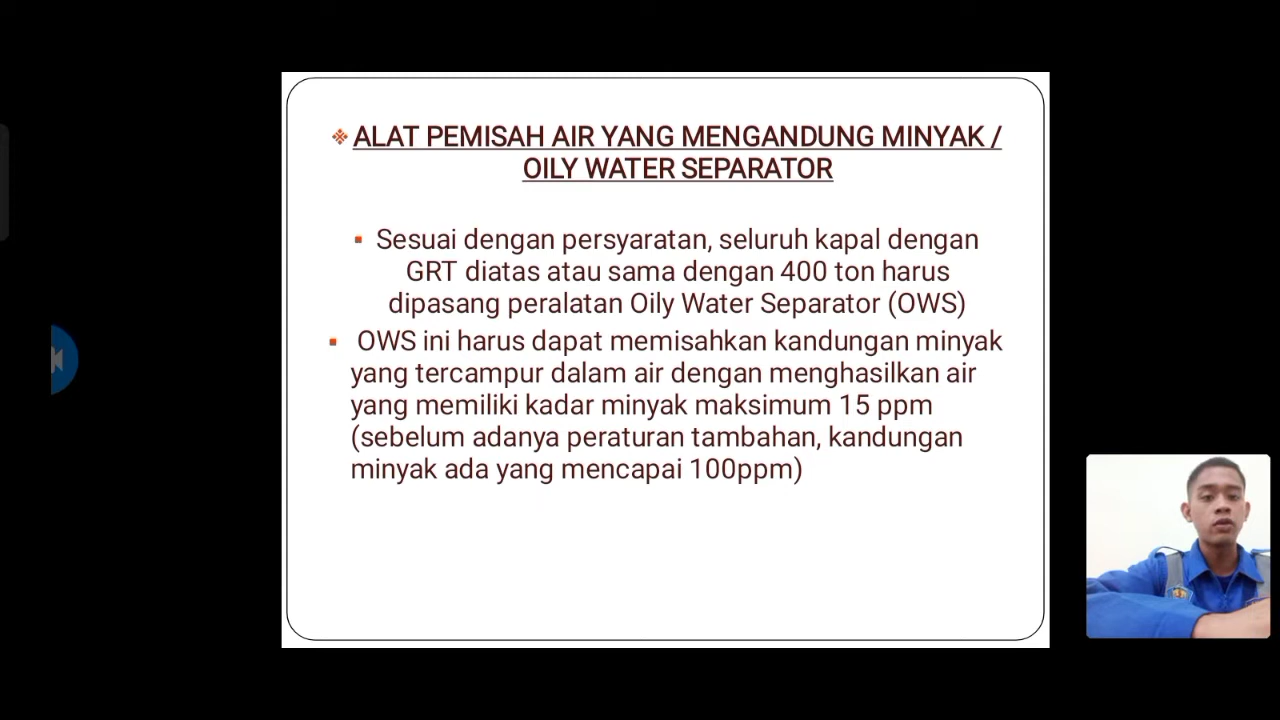 ALAT PEMISAH AIR YANG MENGANDUNG MINYAK /
OILY WATER SEPARATOR
Sesuai dengan persyaratan, seluruh kapal dengan
GRT diatas atau sama dengan 400 ton harus
dipasang peralatan Oily Water Separator (OWS)
OWS ini harus dapat memisahkan kandungan minyak
yang tercampur dalam air dengan menghasilkan air
yang memiliki kadar minyak maksimum 15 ppm
(sebelum adanya peraturan tambahan, kandungan
minyak ada yang mencapai 100ppm)